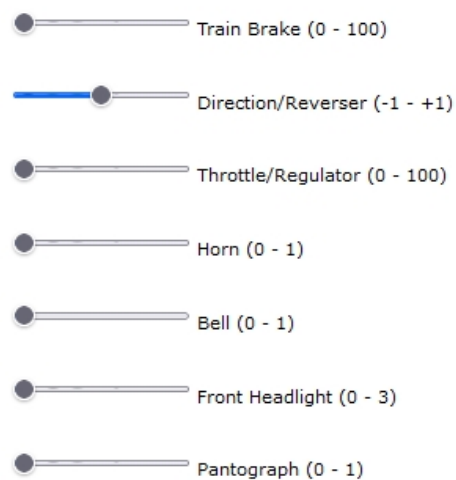 Train Brake (0 - 100)
Direction/Reverser (-1 - +1)
Throttle/Regulator (0 - 100)
Horn (0 - 1)
Bell (0 - 1)
Front Headlight (0 - 3)
Pantograph (0 - 1)